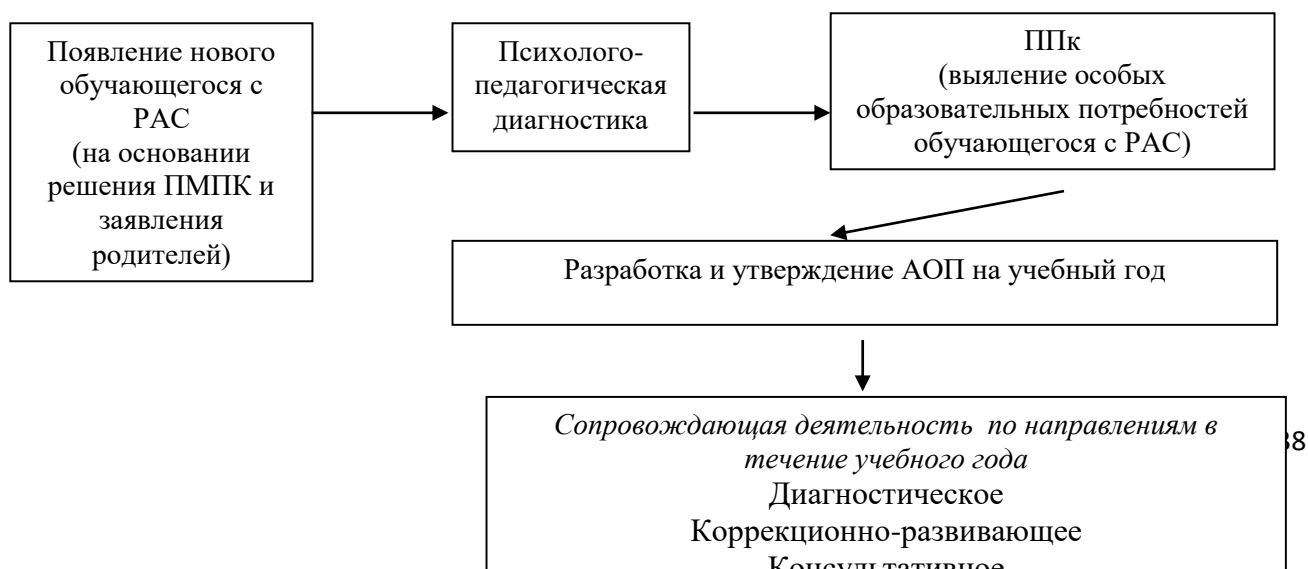 Появление нового
обучающегося с
РАС
(на основании
решения ПМПК и
заявления
родителей)
Психолого-
педагогическая
диагностика
ППк
(выяление особых
образовательных потребностей
обучающегося с РАС)
Разработка и утверждение АОП на учебный год
Сопровождающая деятельность по направлениям в
течение учебного года
Диагностическое
Коррекционно-развивающее
Консультативное